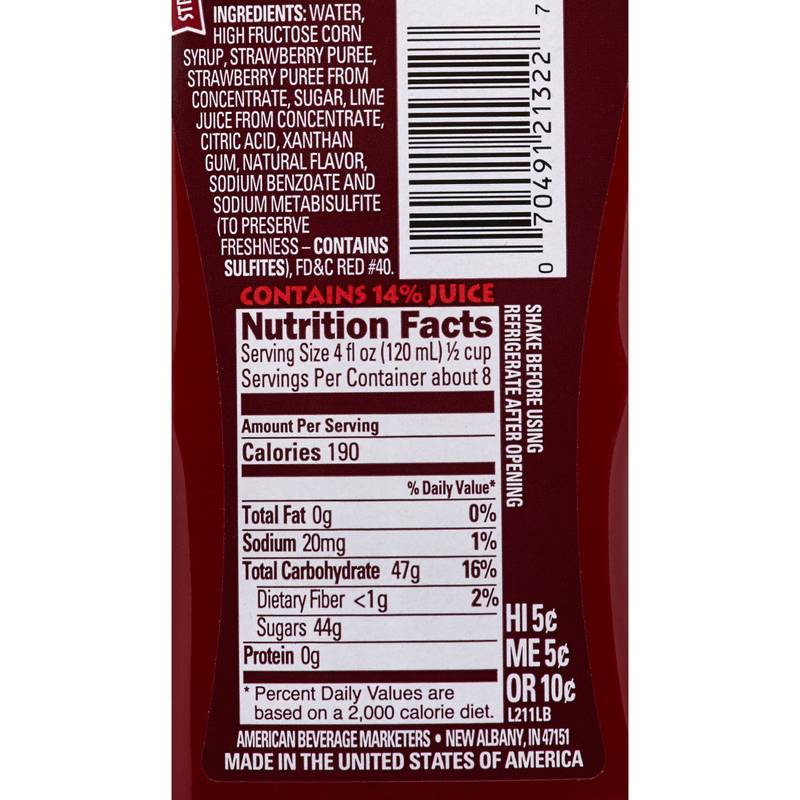 INGREDIENTS: WATER,
HIGH FRUCTOSE CORN
SYRUP, STRAWBERRY PUREE,
STRAWBERRY PUREE FROM
CONCENTRATE, SUGAR, LIME
JUICE FROM CONCENTRATE,
CITRIC ACID, XANTHAN
GUM, NATURAL FLAVOR,
SODIUM BENZOATE AND
SODIUM METABISULFITE
(TO PRESERVE
FRESHNESS – CONTAINS
SULFITES), FD&C RED #40.
0 70491 21322 7
CONTAINS 14% JUICE
Nutrition Facts
Serving Size 4 fl oz (120 mL) ½ cup
Servings Per Container about 8
Amount Per Serving
Calories 190
% Daily Value*
Total Fat 0g 0%
Sodium 20mg 1%
Total Carbohydrate 47g 16%
Dietary Fiber <1g 2%
Sugars 44g
Protein 0g
* Percent Daily Values are
based on a 2,000 calorie diet.
SHAKE BEFORE USING
REFRIGERATE AFTER OPENING
HI 5¢
ME 5¢
OR 10¢
L211LB
AMERICAN BEVERAGE MARKETERS • NEW ALBANY, IN 47151
MADE IN THE UNITED STATES OF AMERICA